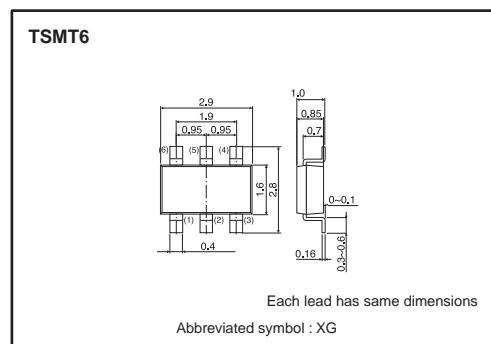 TSMT6
1.0
2.9
0.85
1.9
0.7
0.95 0.95
(6) (5) (4)
1.6
2.8
0~0.1
(1) (2) (3)
0.4
0.16
0.3~0.6
Each lead has same dimensions
Abbreviated symbol : XG